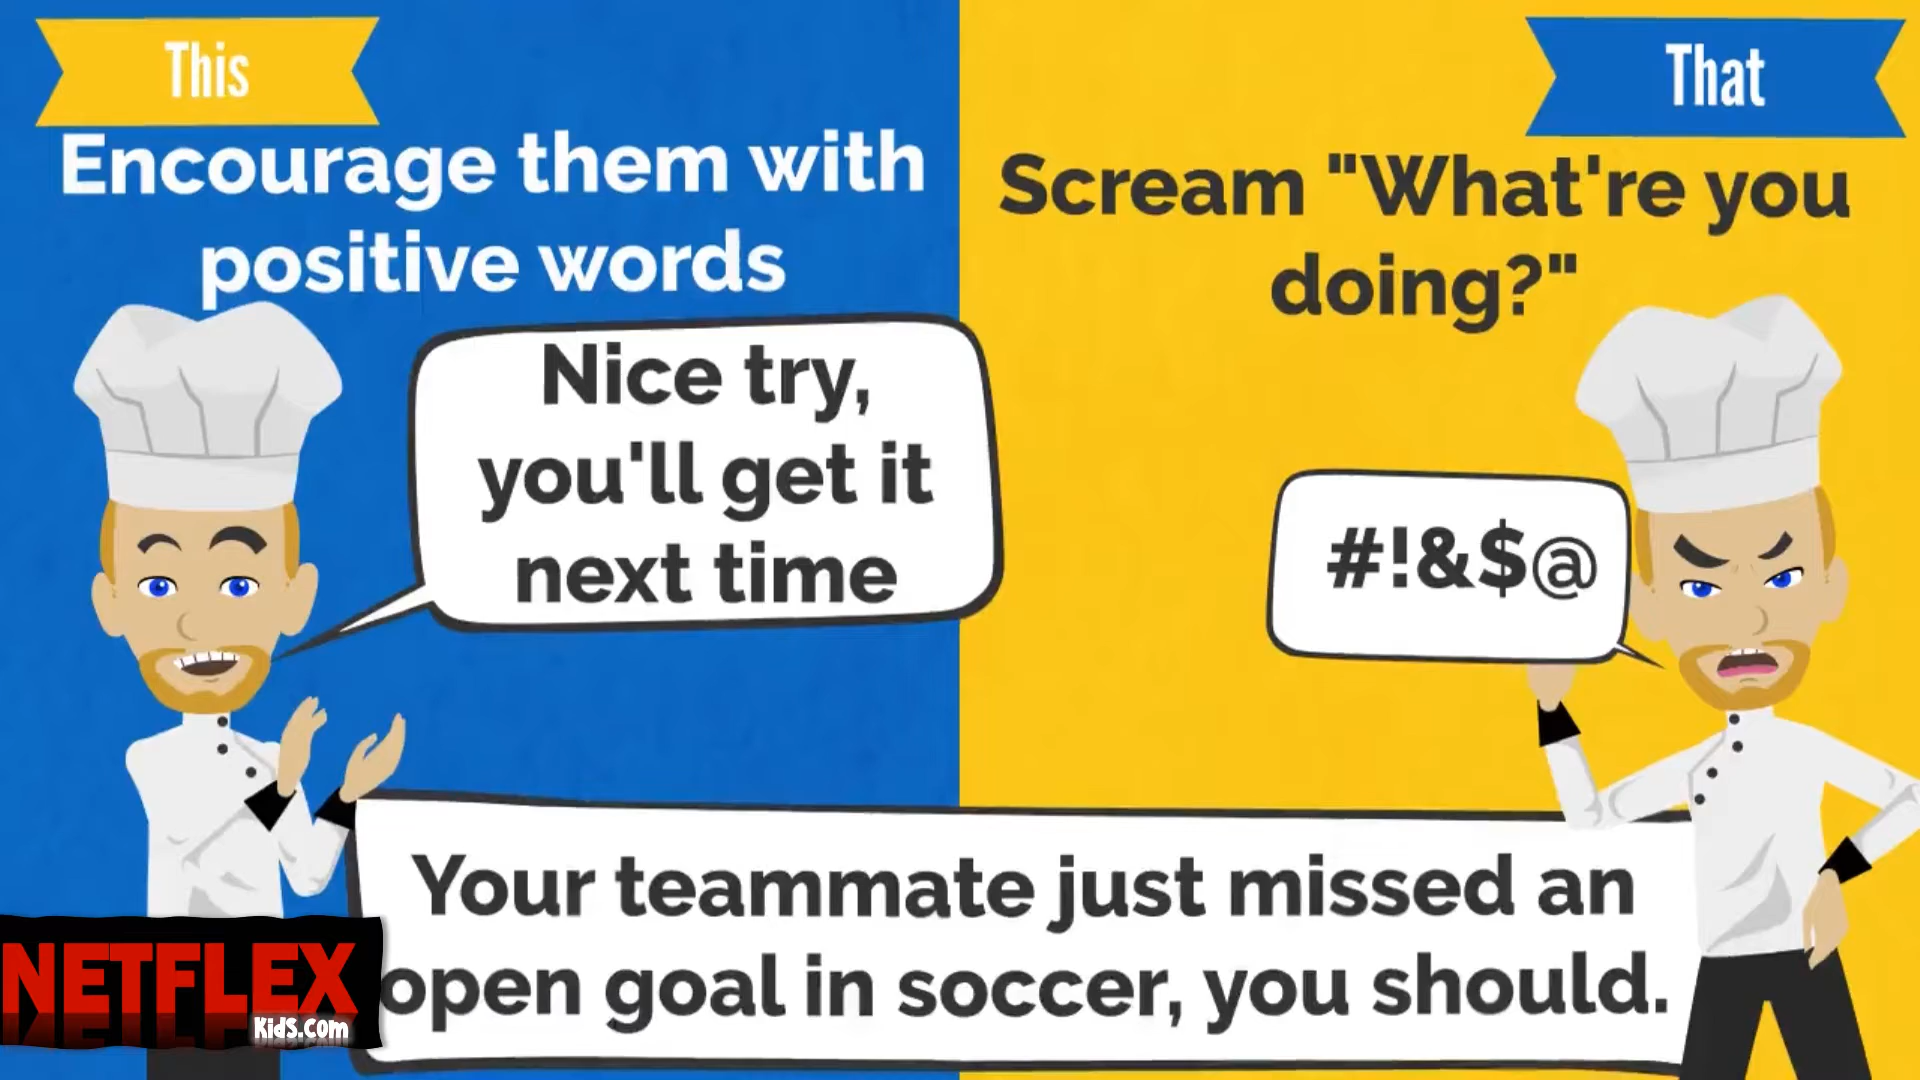 This
Encourage them with
positive words
Nice try,
you'll get it
next time
That
Scream "What're you
doing?"
#!&$@
Your teammate just missed an
open goal in soccer, you should.
NETFLEX
KidS.com